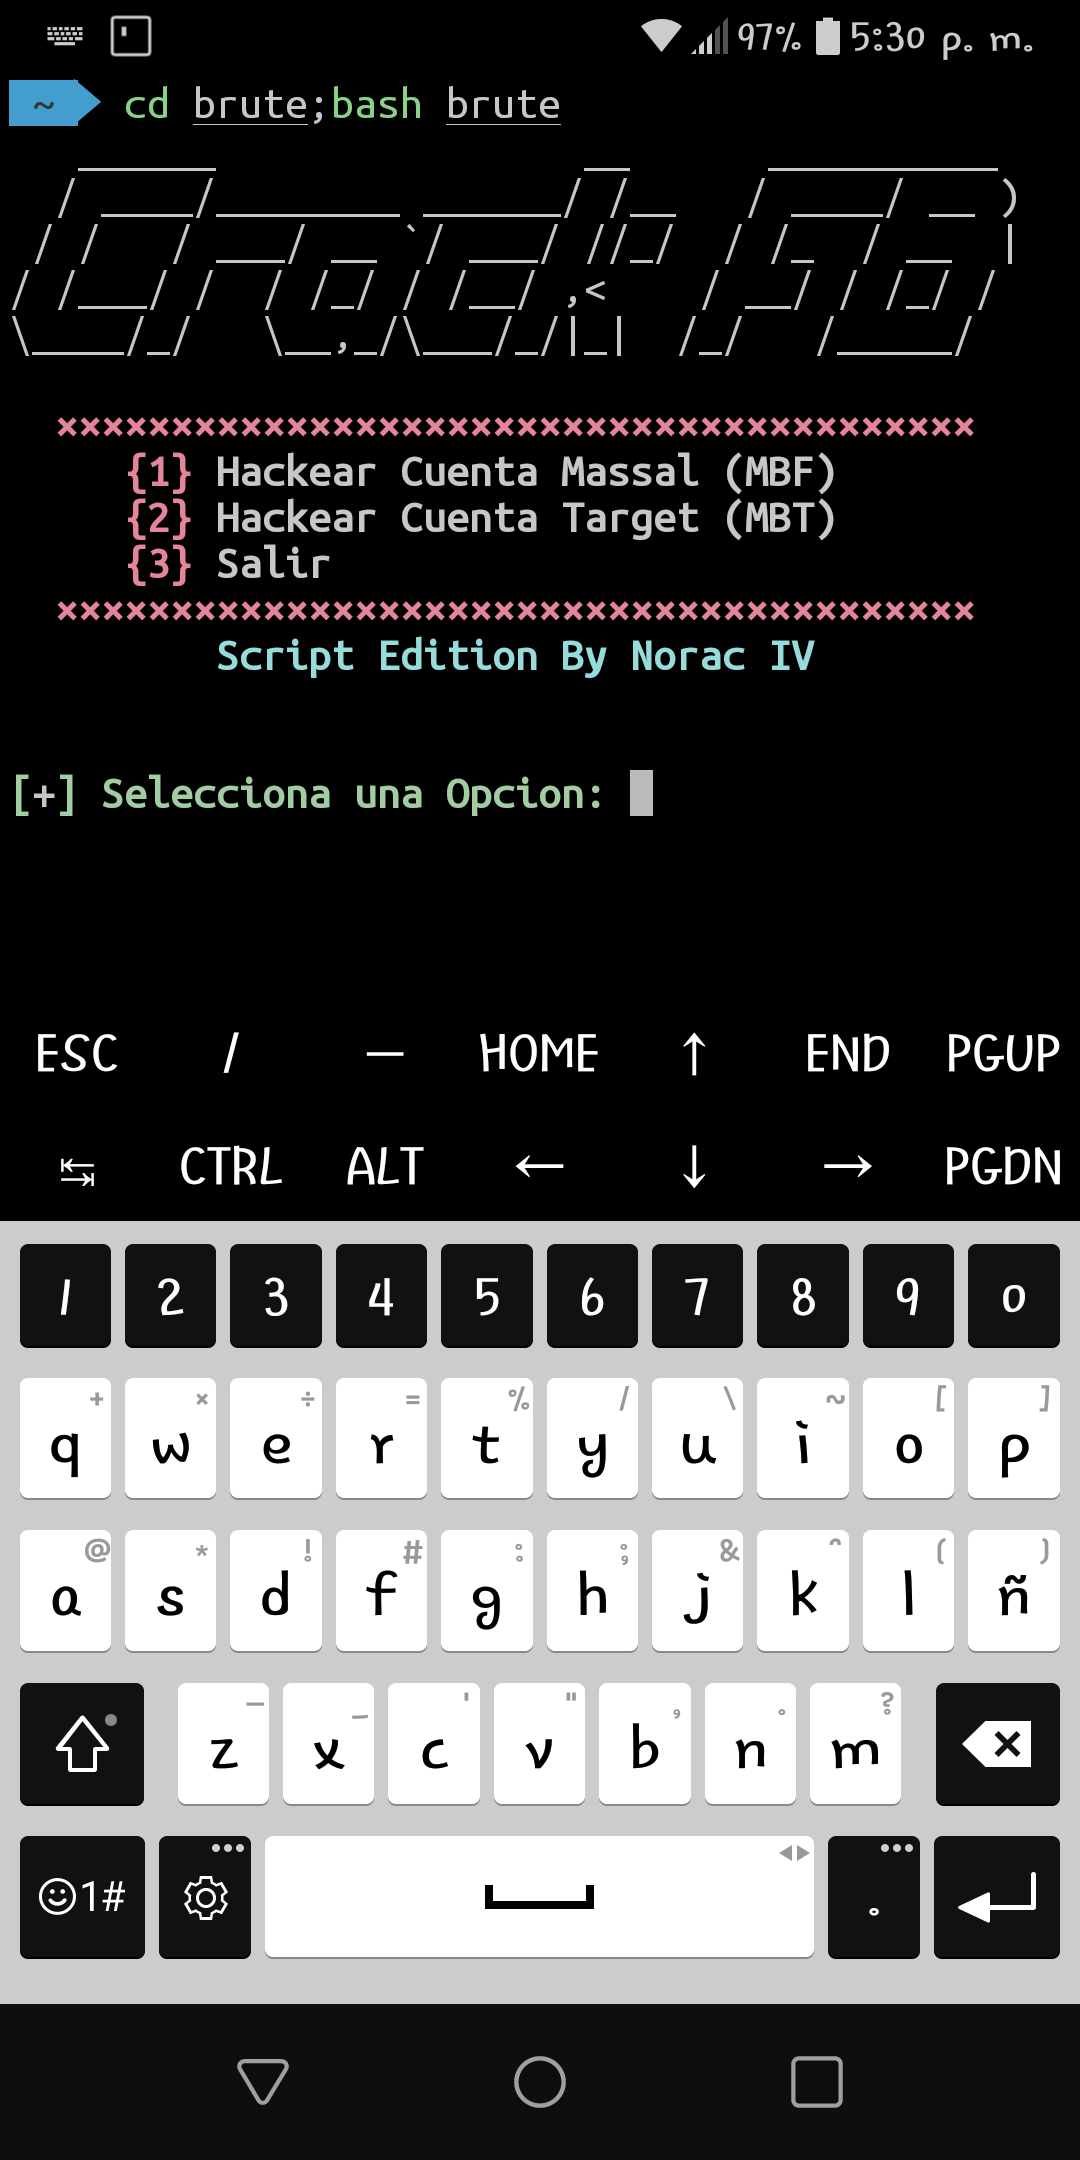 97% 5:30 p. m.
~ cd brute;bash brute
Crack FB
××××××××××××××××××××××××××××××××××××××××
{1} Hackear Cuenta Massal (MBF)
{2} Hackear Cuenta Target (MBT)
{3} Salir
××××××××××××××××××××××××××××××××××××××××
Script Edition By Norac IV
[+] Selecciona una Opcion:
ESC / — HOME ↑ END PGUP
↹ CTRL ALT ← ↓ → PGDN
1 2 3 4 5 6 7 8 9 0
+ × ÷ = % / \ ~ [ ]
q w e r t y u i o p
@ * ! # : ; & ^ ( )
a s d f g h j k l ñ
– _ ' " , . ?
z x c v b n m
1# .